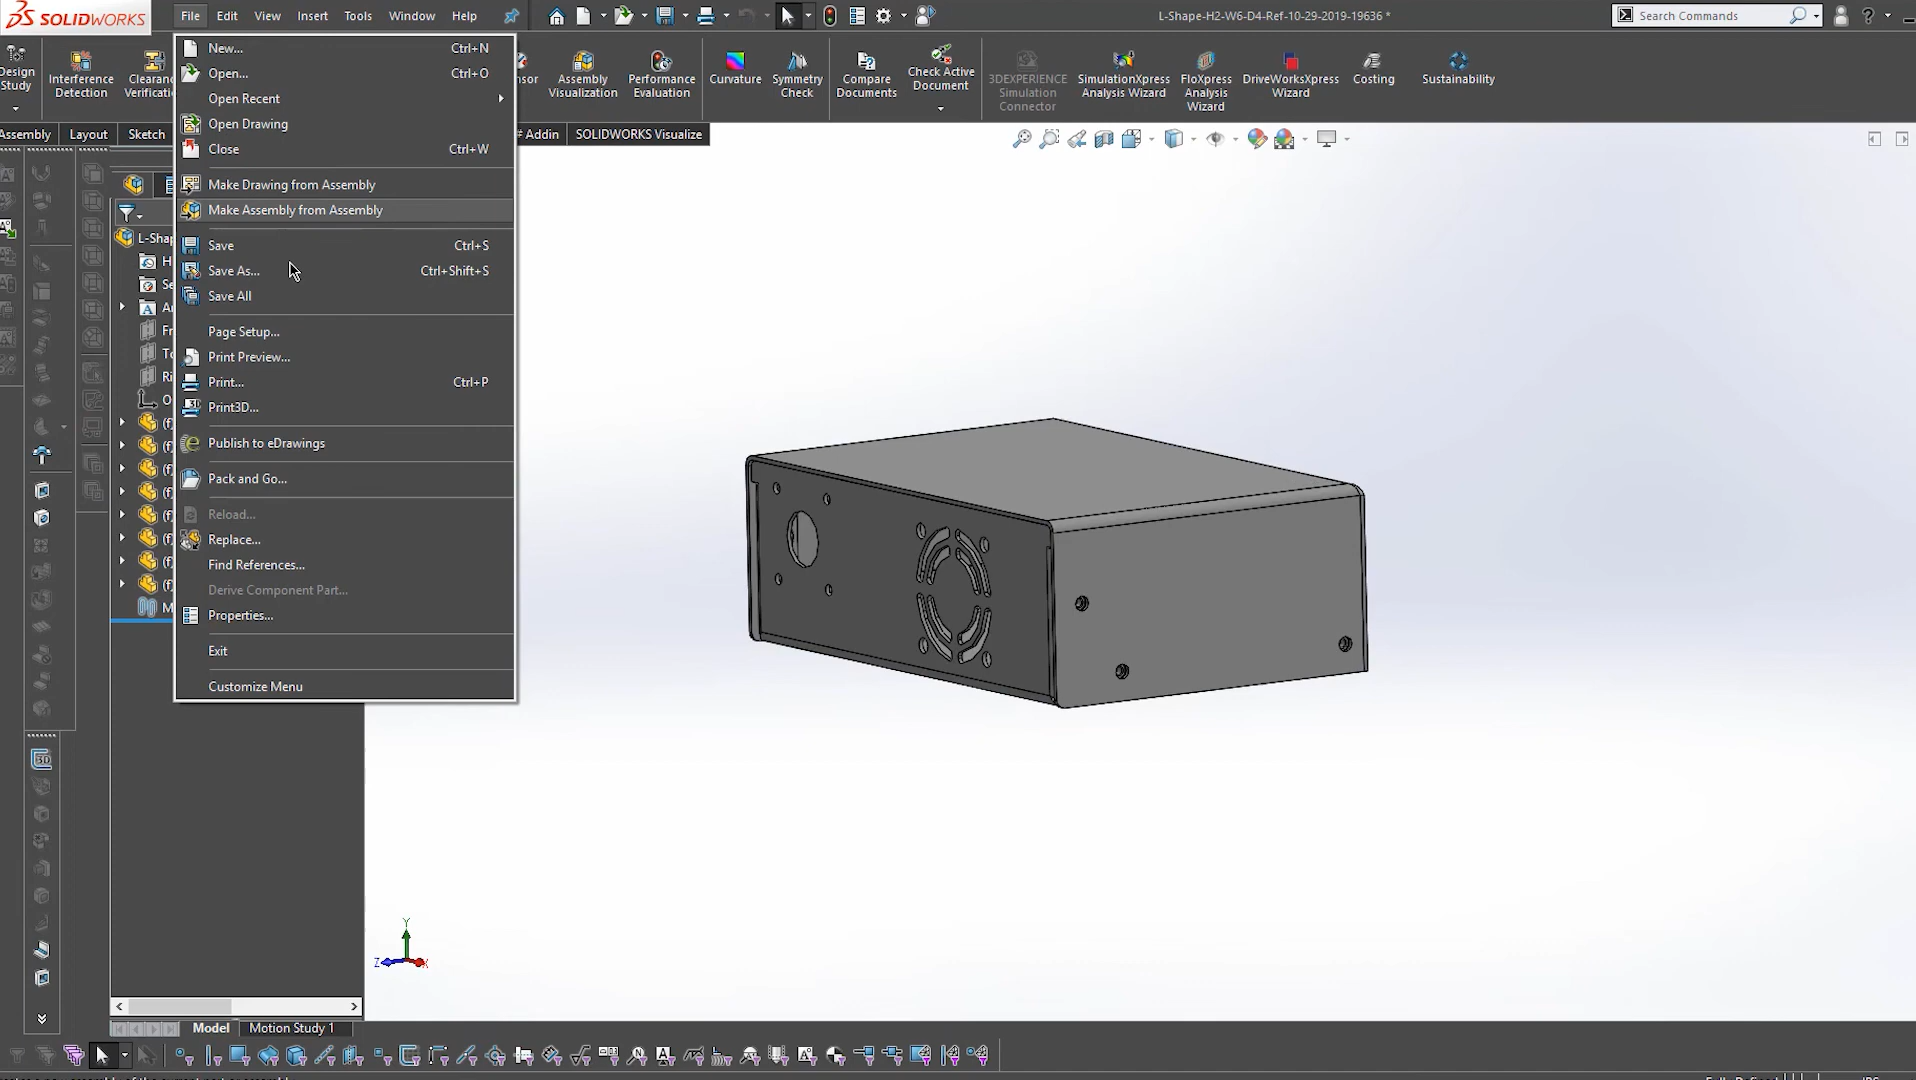 SOLIDWORKS
File Edit View Insert Tools Window Help
L-Shape-H2-W6-D4-Ref-10-29-2019-19636 *
Search Commands
Design
Study
Interference
Detection
Clearance
Assembly
Visualization
Performance
Evaluation
Curvature
Symmetry
Check
Compare
Documents
Check Active
Document
3DEXPERIENCE
Simulation
Connector
SimulationXpress
Analysis Wizard
FloXpress
Analysis
Wizard
DriveWorksXpress
Wizard
Costing
Sustainability
Assembly Layout Sketch
Addin SOLIDWORKS Visualize
New... Ctrl+N
Open... Ctrl+O
Open Recent
Open Drawing
Close Ctrl+W
Make Drawing from Assembly
Make Assembly from Assembly
Save Ctrl+S
Save As... Ctrl+Shift+S
Save All
Page Setup...
Print Preview...
Print... Ctrl+P
Print3D...
Publish to eDrawings
Pack and Go...
Reload...
Replace...
Find References...
Derive Component Part...
Properties...
Exit
Customize Menu
L-Shap
Y
Z
X
Model Motion Study 1